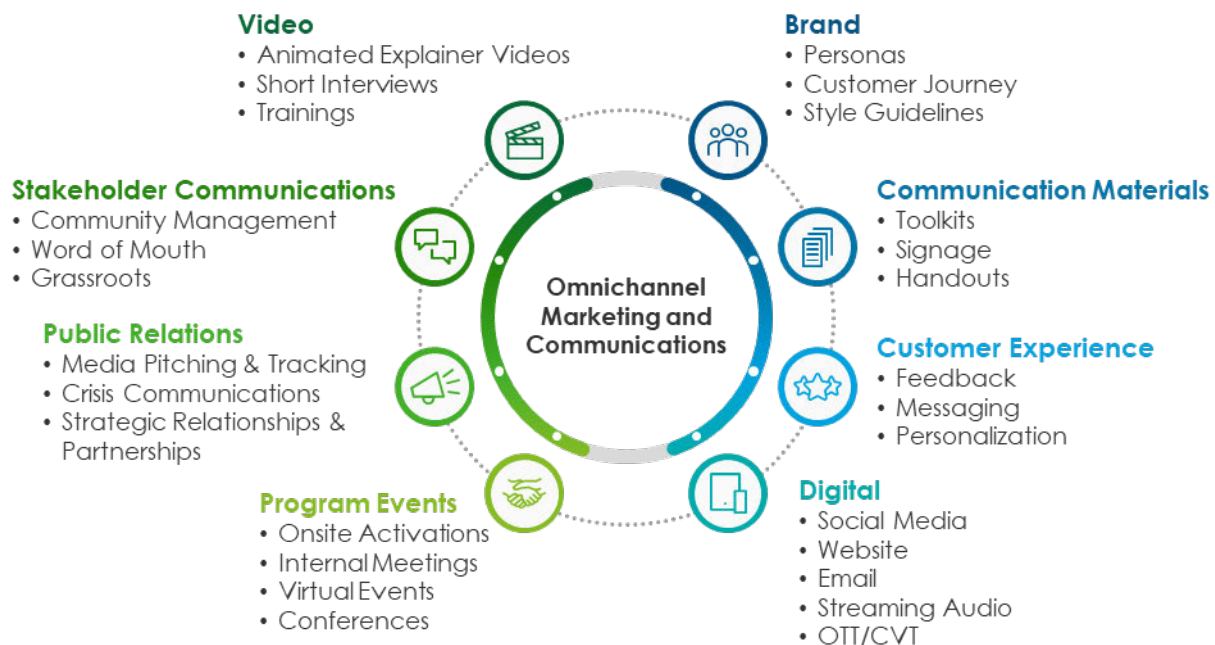 Video
• Animated Explainer Videos
• Short Interviews
• Trainings
Brand
• Personas
• Customer Journey
• Style Guidelines
Stakeholder Communications
• Community Management
• Word of Mouth
• Grassroots
Communication Materials
• Toolkits
• Signage
• Handouts
Omnichannel
Marketing and
Communications
Public Relations
• Media Pitching & Tracking
• Crisis Communications
• Strategic Relationships &
Partnerships
Customer Experience
• Feedback
• Messaging
• Personalization
Program Events
• Onsite Activations
• Internal Meetings
• Virtual Events
• Conferences
Digital
• Social Media
• Website
• Email
• Streaming Audio
• OTT/CVT